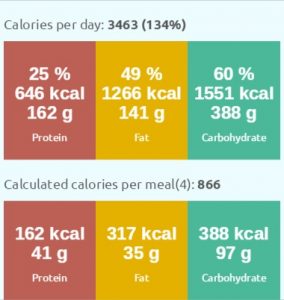 Calories per day: 3463 (134%)
25 % 49 % 60 %
646 kcal 1266 kcal 1551 kcal
162 g 141 g 388 g
Protein Fat Carbohydrate
Calculated calories per meal(4): 866
162 kcal 317 kcal 388 kcal
41 g 35 g 97 g
Protein Fat Carbohydrate